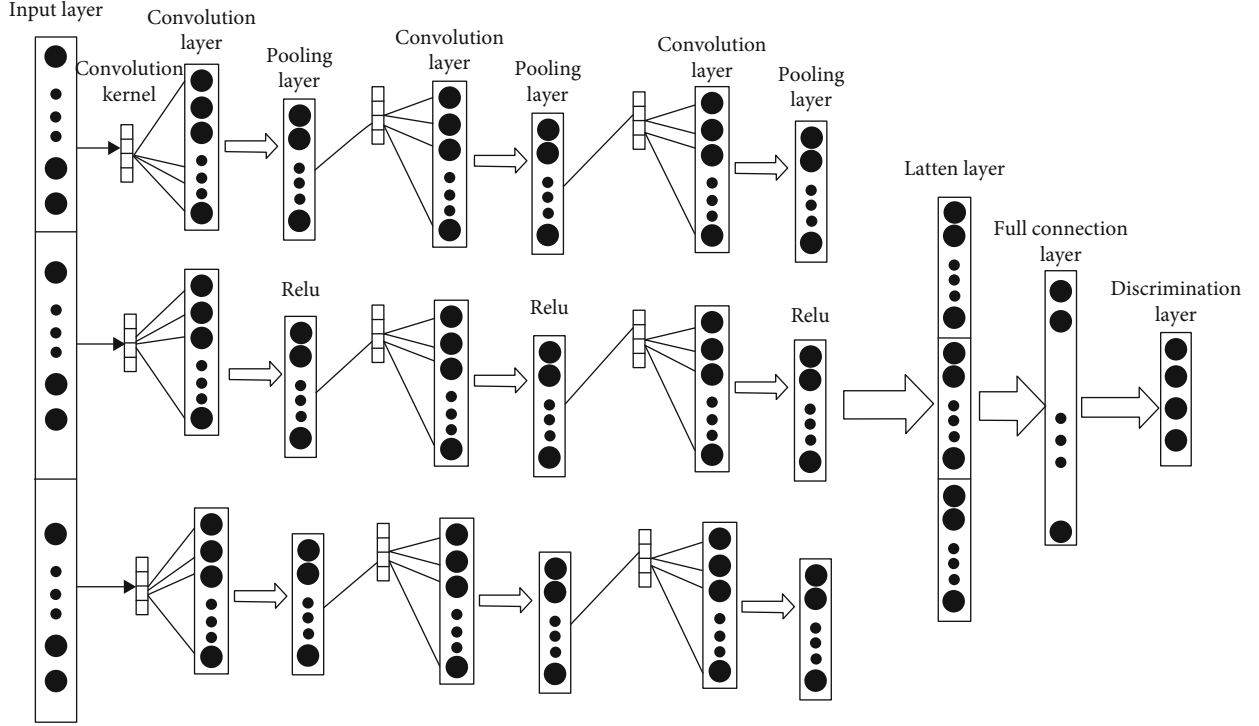 Input layer
Convolution
layer
Convolution
kernel
Pooling
layer
Convolution
layer
Pooling
layer
Convolution
layer
Pooling
layer
Relu
Relu
Relu
Latten layer
Full connection
layer
Discrimination
layer